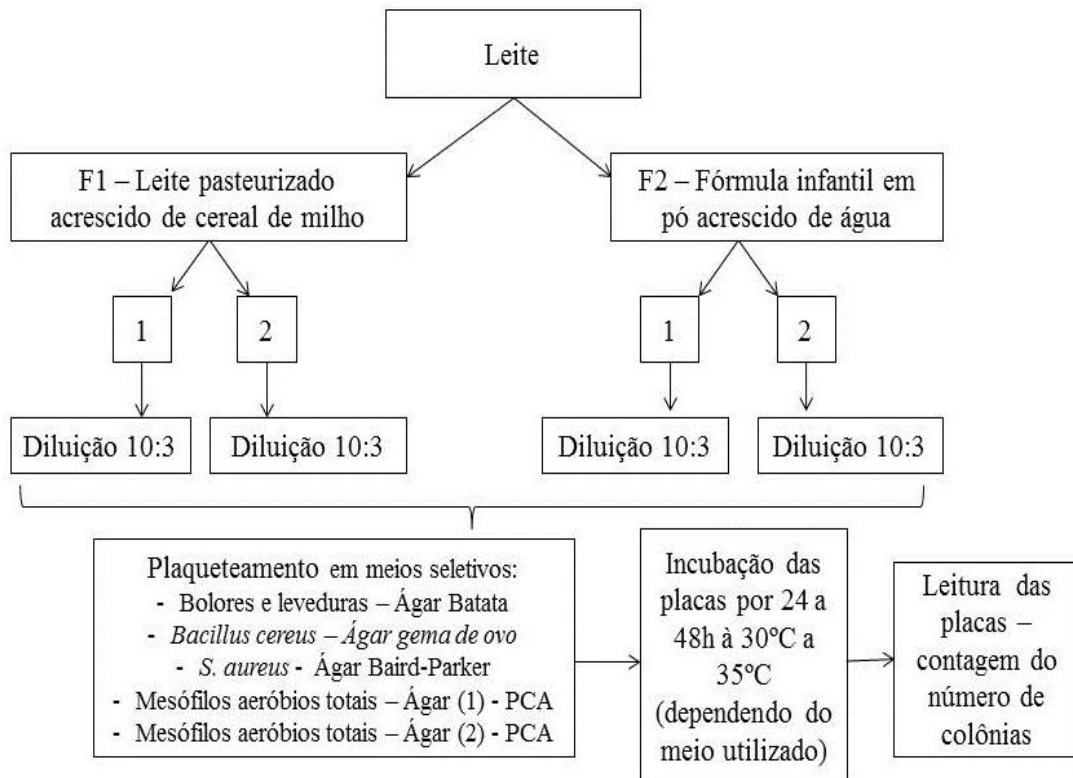 Leite
F1 – Leite pasteurizado
acrescido de cereal de milho
F2 – Fórmula infantil em
pó acrescido de água
1
2
1
2
Diluição 10:3
Diluição 10:3
Diluição 10:3
Diluição 10:3
Plaqueteamento em meios seletivos:
- Bolores e leveduras – Ágar Batata
- Bacillus cereus – Ágar gema de ovo
- S. aureus - Ágar Baird-Parker
- Mesófilos aeróbios totais – Ágar (1) - PCA
- Mesófilos aeróbios totais – Ágar (2) - PCA
Incubação das
placas por 24 a
48h à 30ºC a
35ºC
(dependendo do
meio utilizado)
Leitura das
placas –
contagem do
número de
colônias